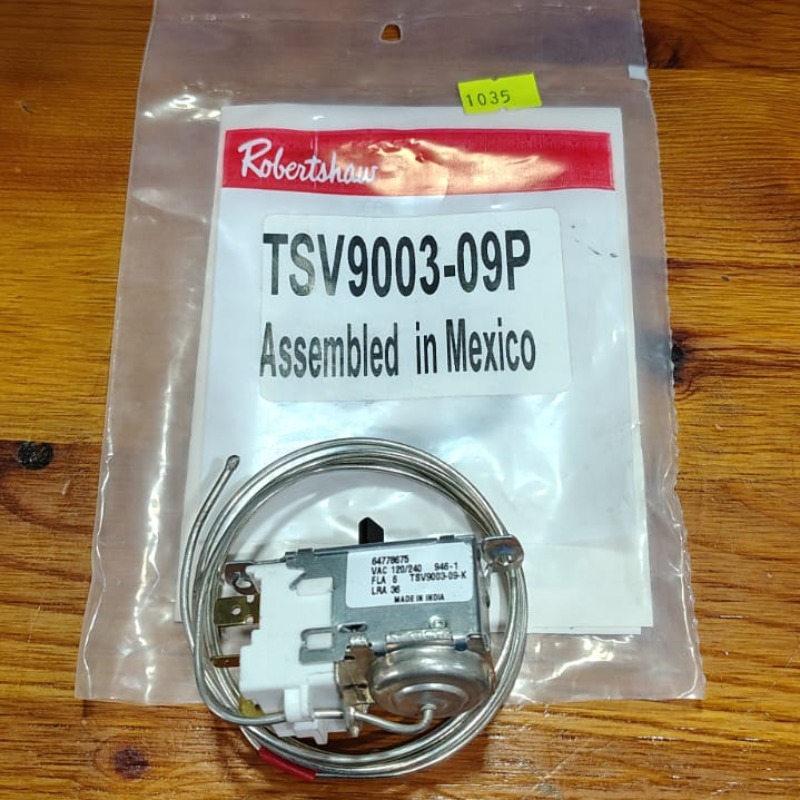 1035
Robertshaw
TSV9003-09P
Assembled in Mexico
64778675
VAC 120/240 946-1
FLA 6 TSV9003-09-K
LRA 36
MADE IN INDIA